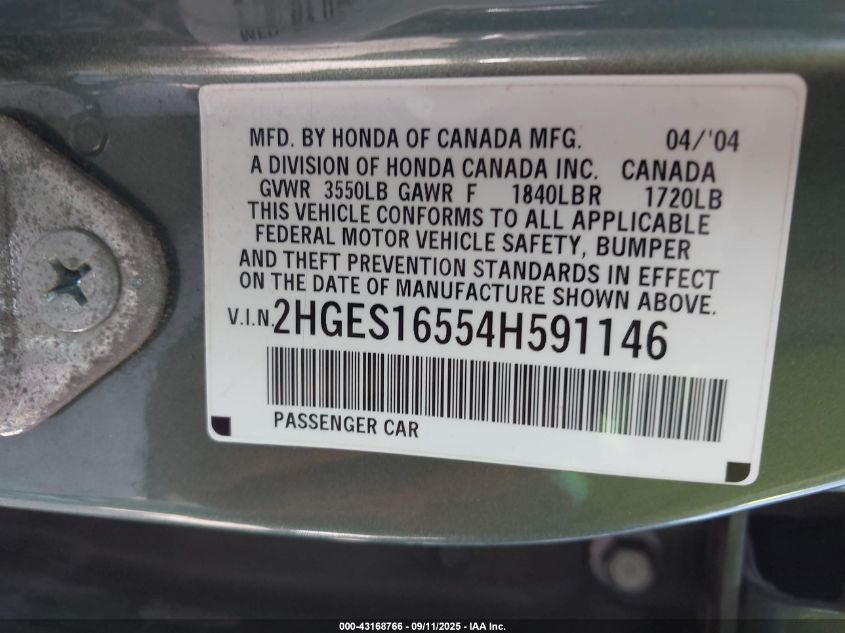 MFD. BY HONDA OF CANADA MFG. 04/'04
A DIVISION OF HONDA CANADA INC. CANADA
GVWR 3550LB GAWR F 1840LB R 1720LB
THIS VEHICLE CONFORMS TO ALL APPLICABLE
FEDERAL MOTOR VEHICLE SAFETY, BUMPER
AND THEFT PREVENTION STANDARDS IN EFFECT
ON THE DATE OF MANUFACTURE SHOWN ABOVE.
V.I.N. 2HGES16554H591146
PASSENGER CAR
000-43168766 - 09/11/2025 - IAA Inc.